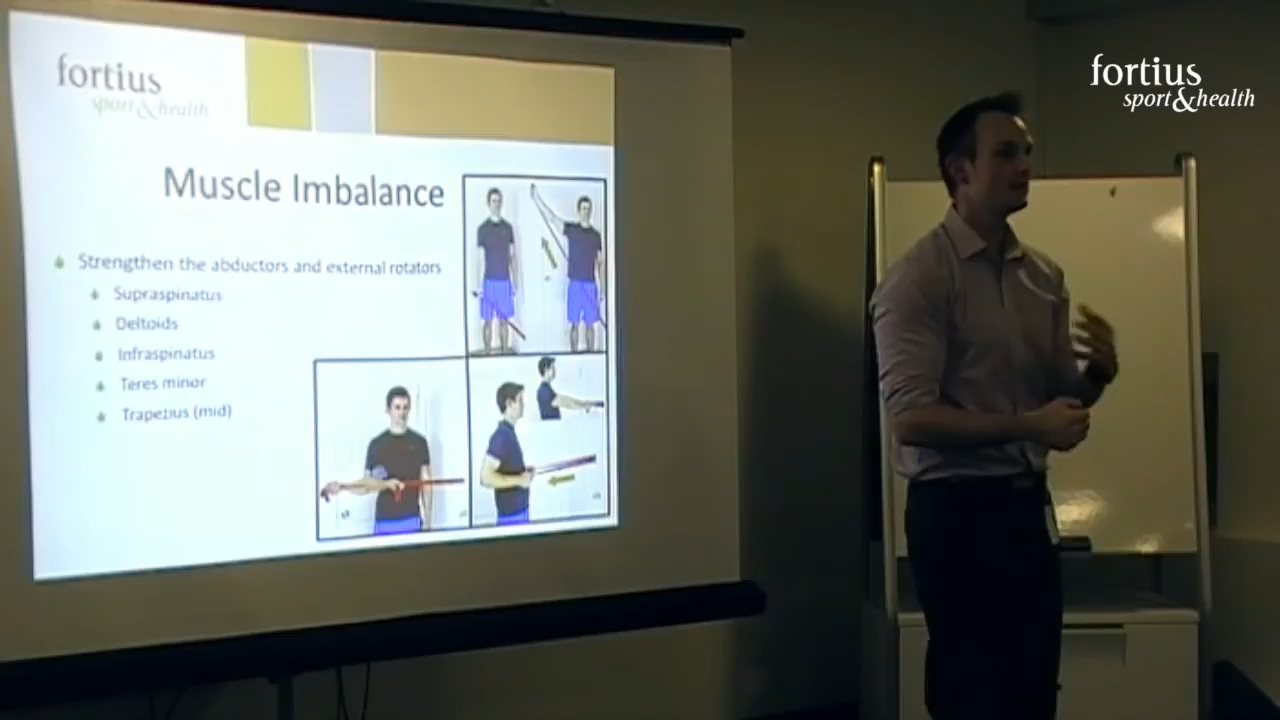 fortius
sport&health
Muscle Imbalance
Strengthen the abductors and external rotators
Supraspinatus
Deltoids
Infraspinatus
Teres minor
Trapezius (mid)
fortius
sport&health